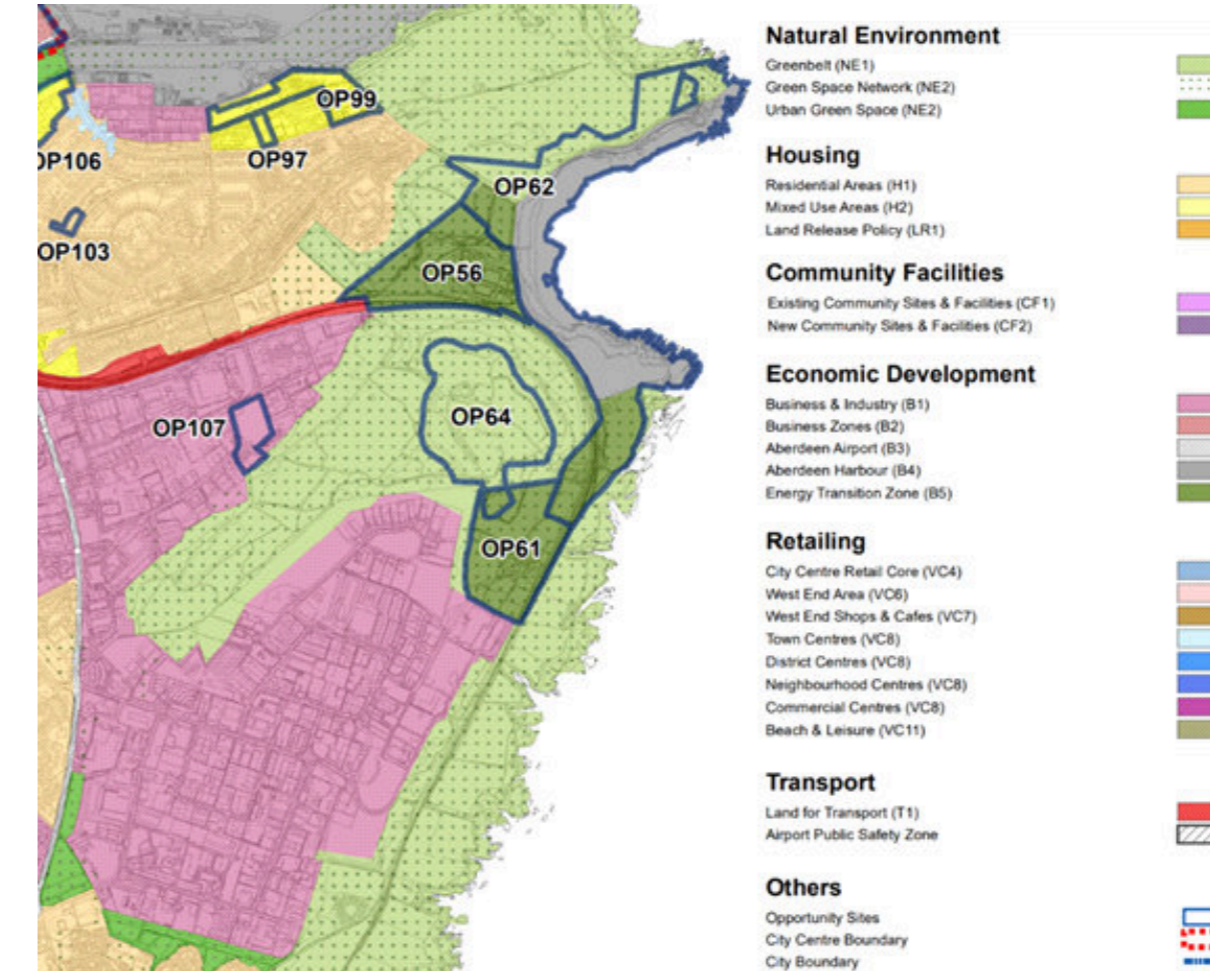 OP99
OP106
OP97
OP62
OP103
OP56
OP64
OP107
OP61
Natural Environment
Greenbelt (NE1)
Green Space Network (NE2)
Urban Green Space (NE2)
Housing
Residential Areas (H1)
Mixed Use Areas (H2)
Land Release Policy (LR1)
Community Facilities
Existing Community Sites & Facilities (CF1)
New Community Sites & Facilities (CF2)
Economic Development
Business & Industry (B1)
Business Zones (B2)
Aberdeen Airport (B3)
Aberdeen Harbour (B4)
Energy Transition Zone (B5)
Retailing
City Centre Retail Core (VC4)
West End Area (VC6)
West End Shops & Cafes (VC7)
Town Centres (VC8)
District Centres (VC8)
Neighbourhood Centres (VC8)
Commercial Centres (VC8)
Beach & Leisure (VC11)
Transport
Land for Transport (T1)
Airport Public Safety Zone
Others
Opportunity Sites
City Centre Boundary
City Boundary